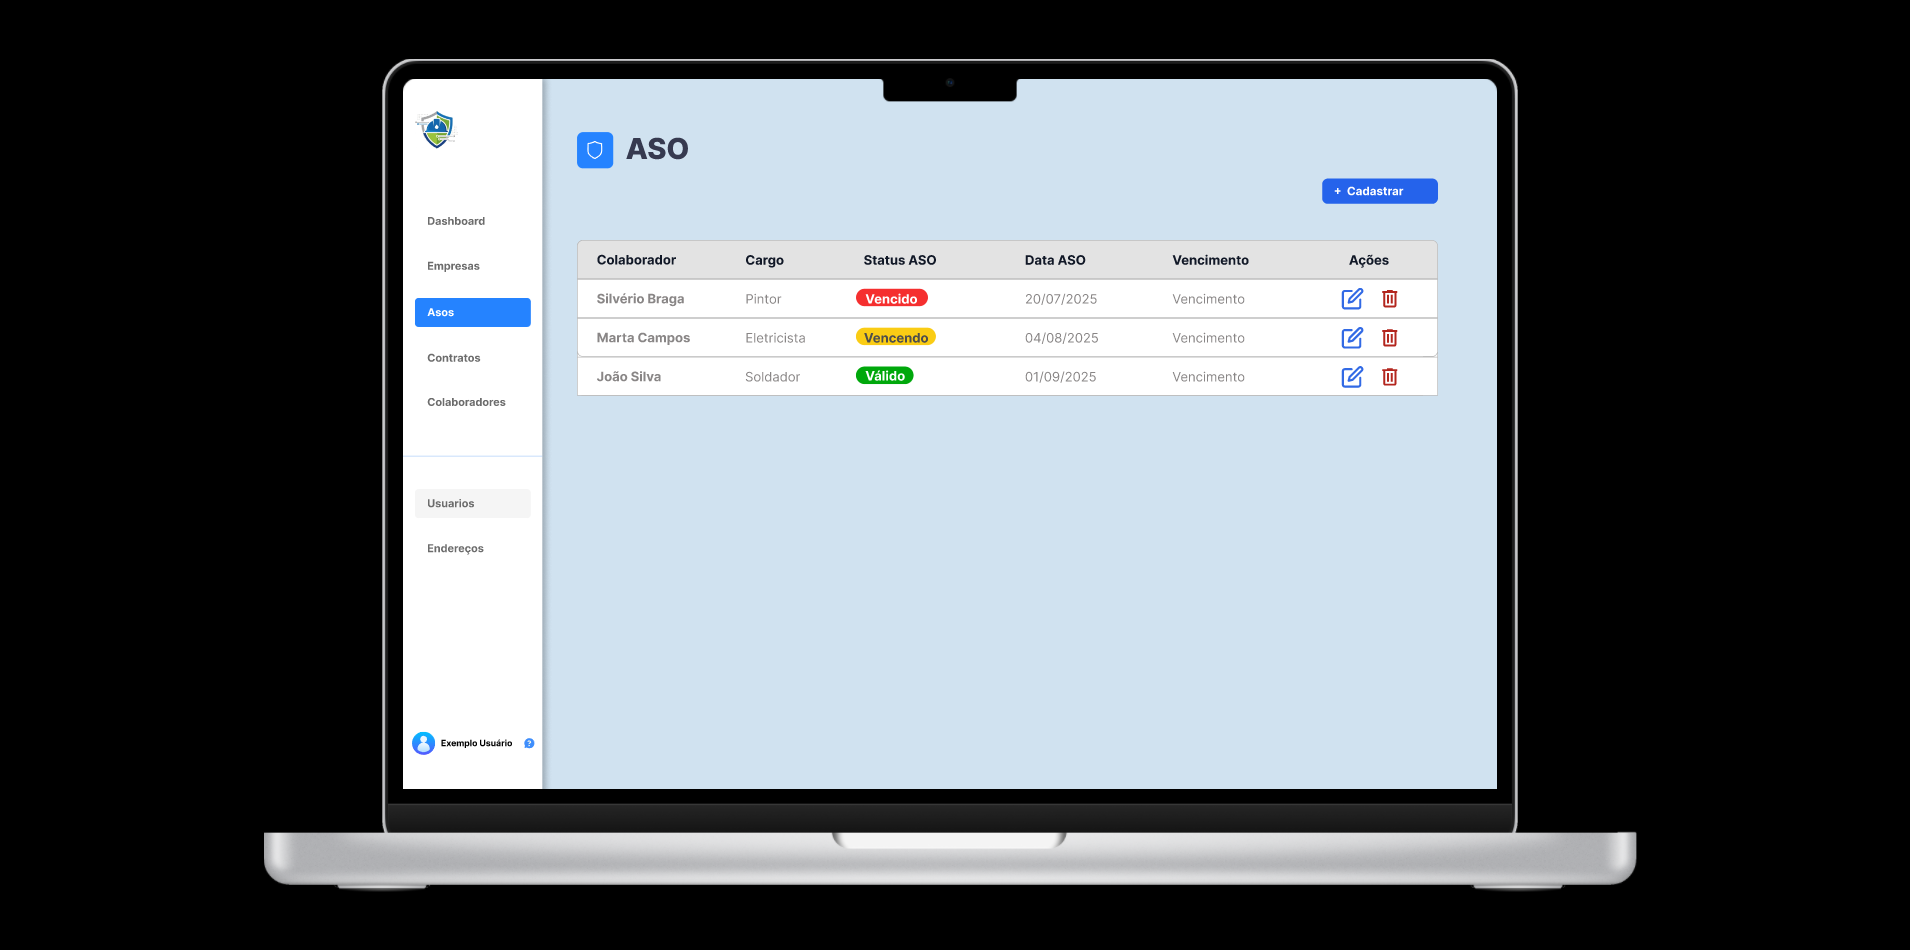 ASO
+ Cadastrar
Dashboard
Empresas
Asos
Contratos
Colaboradores
Usuarios
Endereços
Exemplo Usuário ?
Colaborador Cargo Status ASO Data ASO Vencimento Ações
Silvério Braga Pintor Vencido 20/07/2025 Vencimento
Marta Campos Eletricista Vencendo 04/08/2025 Vencimento
João Silva Soldador Válido 01/09/2025 Vencimento